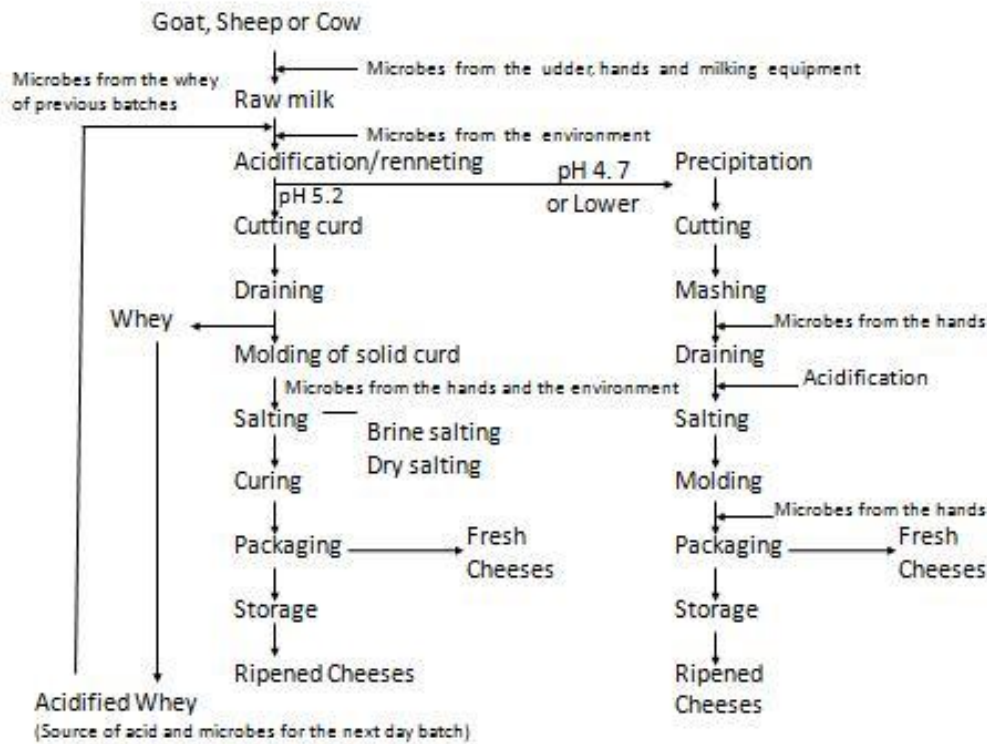 Goat, Sheep or Cow
Microbes from the udder, hands and milking equipment
Microbes from the whey
of previous batches
Raw milk
Microbes from the environment
Acidification/renneting
pH 4. 7
or Lower
Precipitation
pH 5.2
Cutting curd
Cutting
Draining
Mashing
Whey
Microbes from the hands
Molding of solid curd
Draining
Microbes from the hands and the environment
Acidification
Salting
Brine salting
Dry salting
Salting
Curing
Molding
Microbes from the hands
Packaging
Fresh
Cheeses
Packaging
Fresh
Cheeses
Storage
Storage
Ripened Cheeses
Ripened
Cheeses
Acidified Whey
(Source of acid and microbes for the next day batch)